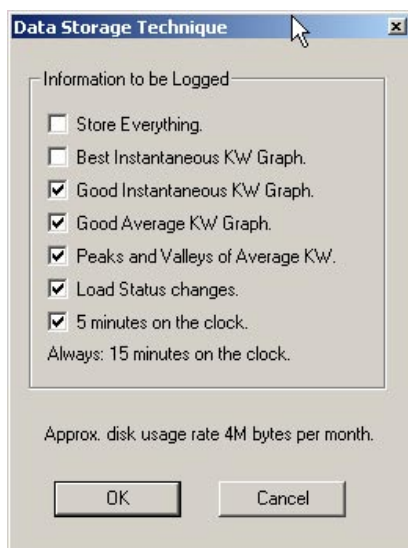 Data Storage Technique
Information to be Logged
Store Everything.
Best Instantaneous KW Graph.
Good Instantaneous KW Graph.
Good Average KW Graph.
Peaks and Valleys of Average KW.
Load Status changes.
5 minutes on the clock.
Always: 15 minutes on the clock.
Approx. disk usage rate 4M bytes per month.
OK
Cancel